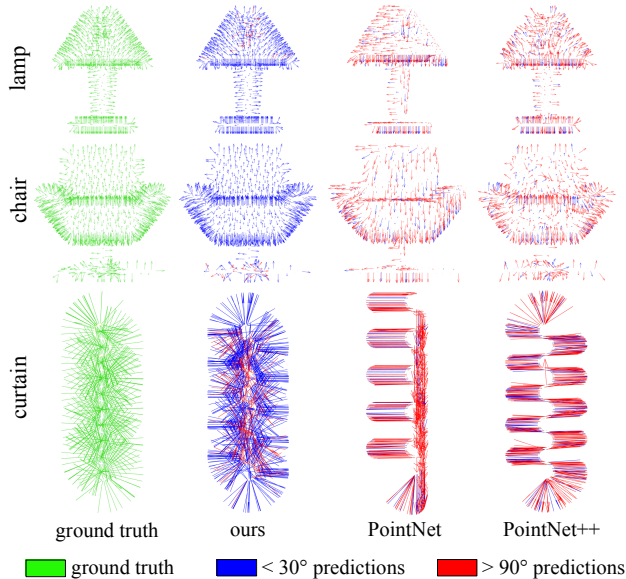 lamp
chair
curtain
ground truth
ours
PointNet
PointNet++
ground truth
< 30° predictions
> 90° predictions